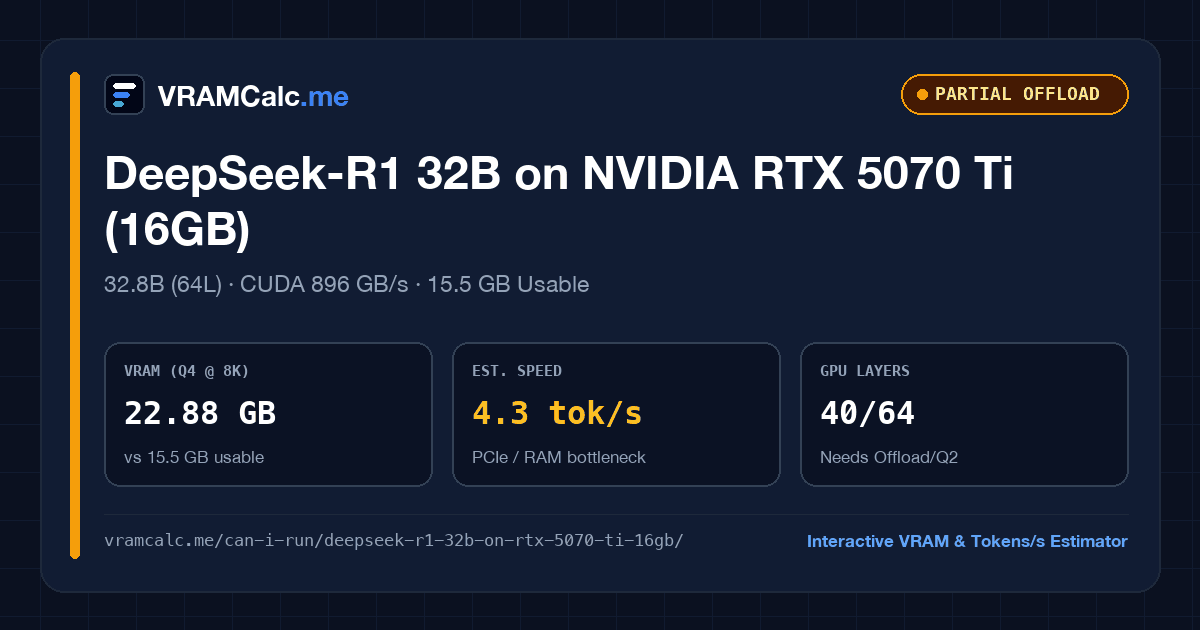 VRAMCalc.me
PARTIAL OFFLOAD
DeepSeek-R1 32B on NVIDIA RTX 5070 Ti
(16GB)
32.8B (64L) · CUDA 896 GB/s · 15.5 GB Usable
VRAM (Q4 @ 8K)
22.88 GB
vs 15.5 GB usable
EST. SPEED
4.3 tok/s
PCIe / RAM bottleneck
GPU LAYERS
40/64
Needs Offload/Q2
vramcalc.me/can-i-run/deepseek-r1-32b-on-rtx-5070-ti-16gb/
Interactive VRAM & Tokens/s Estimator